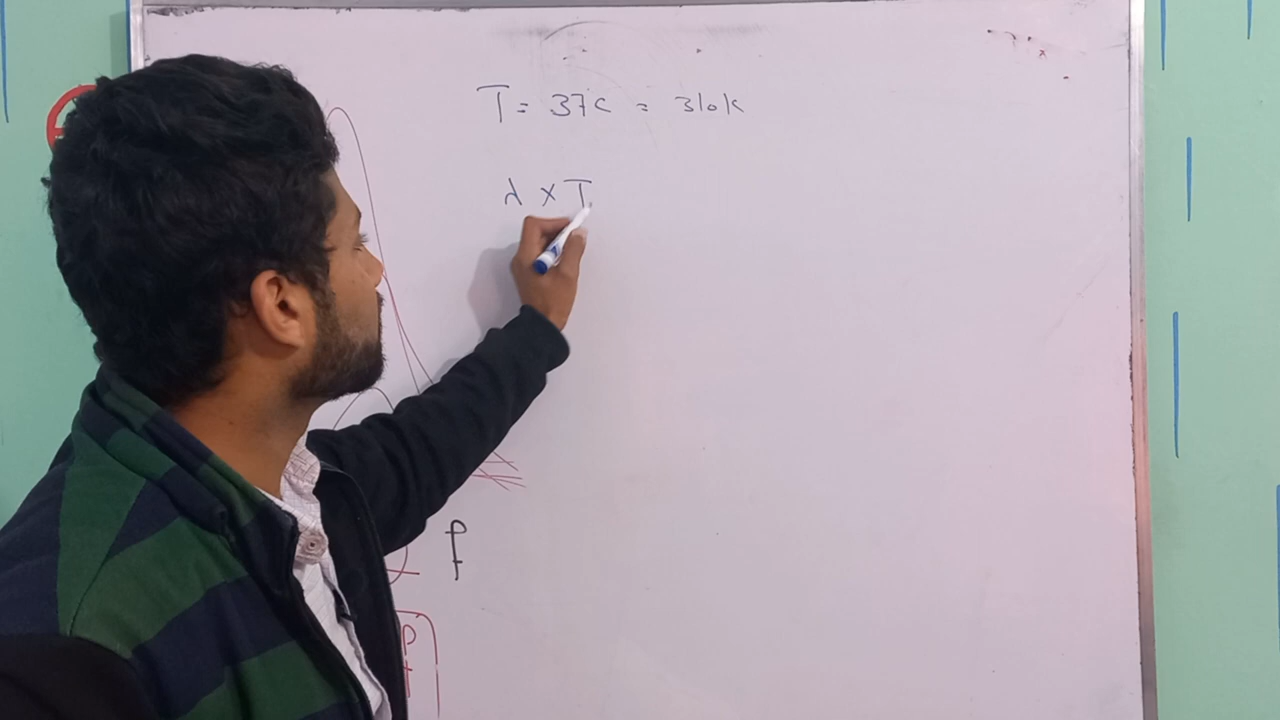 T = 37C = 310K
λ × T
f
P